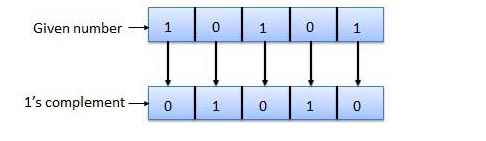 Given number 1 0 1 0 1
1's complement 0 1 0 1 0